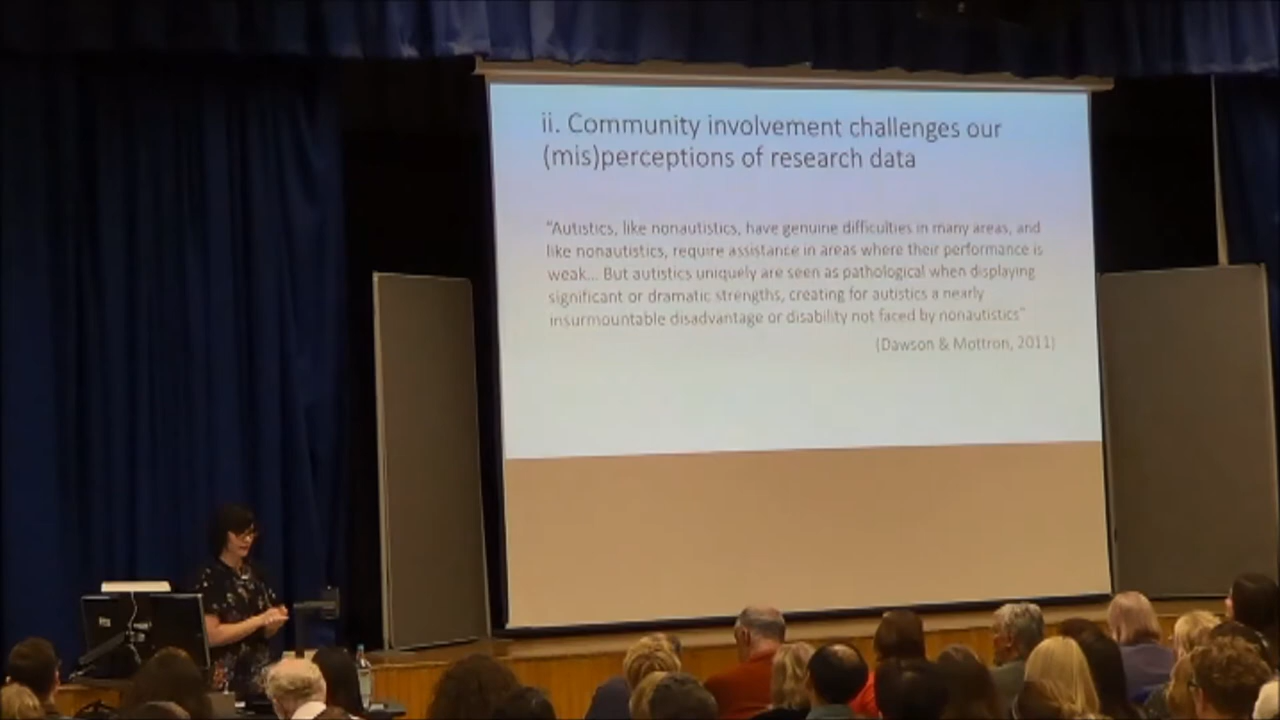 ii. Community involvement challenges our
(mis)perceptions of research data
"Autistics, like nonautistics, have genuine difficulties in many areas, and
like nonautistics, require assistance in areas where their performance is
weak... But autistics uniquely are seen as pathological when displaying
significant or dramatic strengths, creating for autistics a nearly
insurmountable disadvantage or disability not faced by nonautistics"
(Dawson & Mottron, 2011)